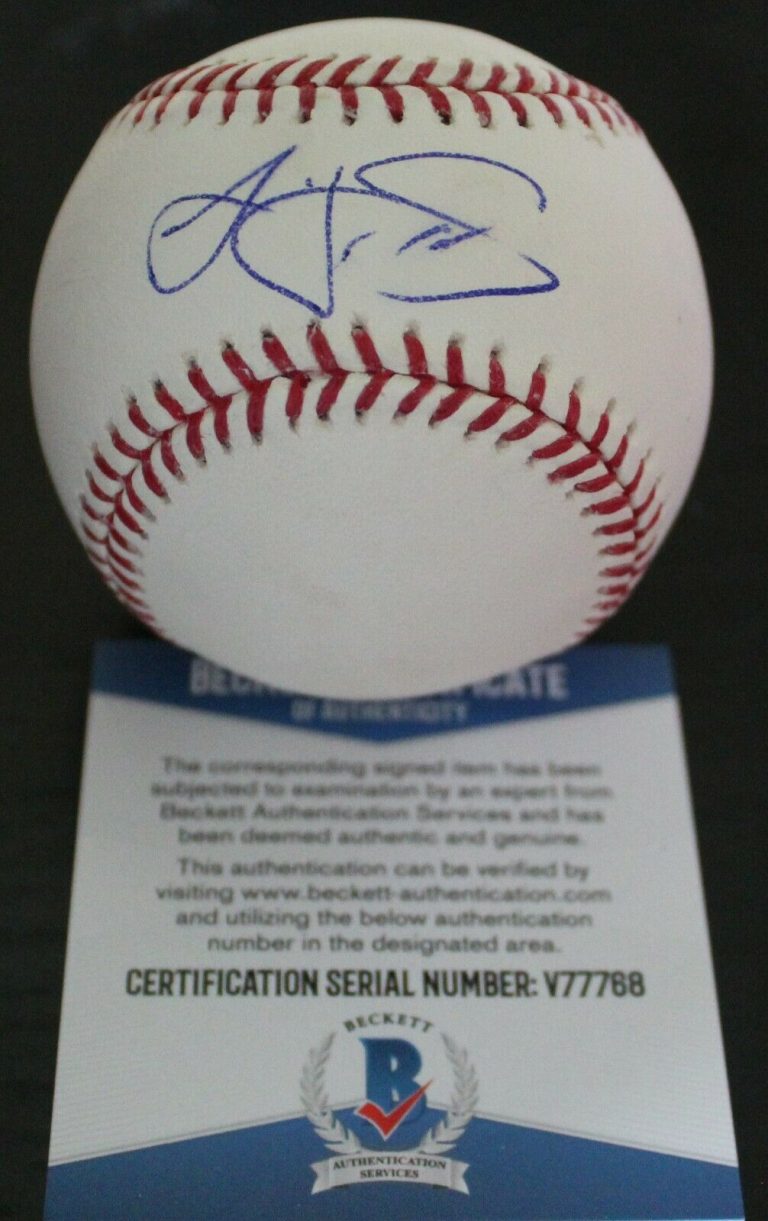 OF AUTHENTICITY
The corresponding signed item has been
subjected to examination by an expert from
Beckett Authentication Services and has
been deemed authentic and genuine.
This authentication can be verified by
visiting www.beckett-authentication.com
and utilizing the below authentication
number in the designated area.
CERTIFICATION SERIAL NUMBER: V77768
BECKETT
B
AUTHENTICATION
SERVICES